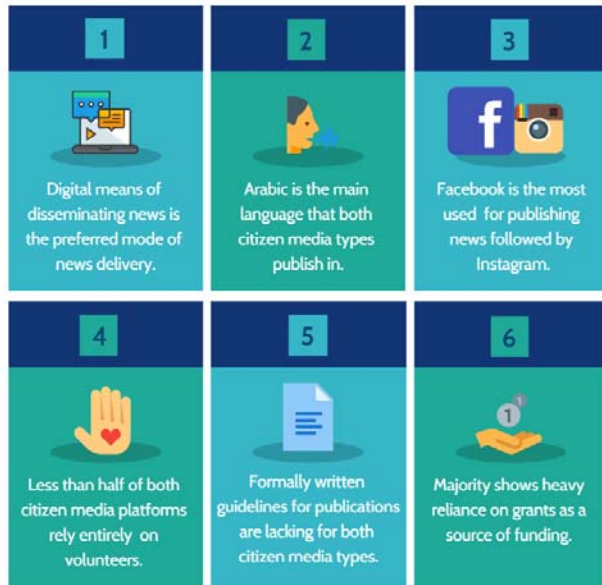 1
Digital means of
disseminating news is
the preferred mode of
news delivery.
2
Arabic is the main
language that both
citizen media types
publish in.
3
Facebook is the most
used for publishing
news followed by
Instagram.
4
Less than half of both
citizen media platforms
rely entirely on
volunteers.
5
Formally written
guidelines for publications
are lacking for both
citizen media types.
6
1
1
Majority shows heavy
reliance on grants as a
source of funding.